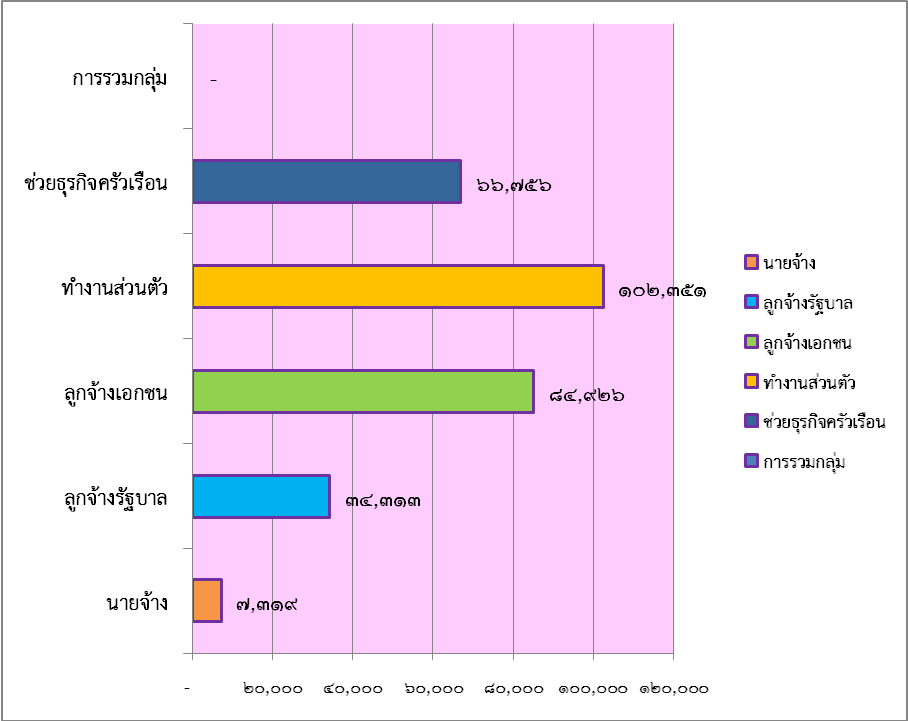 การรวมกลุ่ม
-
ช่วยธุรกิจครัวเรือน
๖๖,๗๕๖
ทำงานส่วนตัว
๑๐๒,๓๕๑
ลูกจ้างเอกชน
๘๔,๙๒๖
ลูกจ้างรัฐบาล
๓๔,๓๑๓
นายจ้าง
๗,๓๑๙
- ๒๐,๐๐๐ ๔๐,๐๐๐ ๖๐,๐๐๐ ๘๐,๐๐๐ ๑๐๐,๐๐๐ ๑๒๐,๐๐๐
นายจ้าง
ลูกจ้างรัฐบาล
ลูกจ้างเอกชน
ทำงานส่วนตัว
ช่วยธุรกิจครัวเรือน
การรวมกลุ่ม